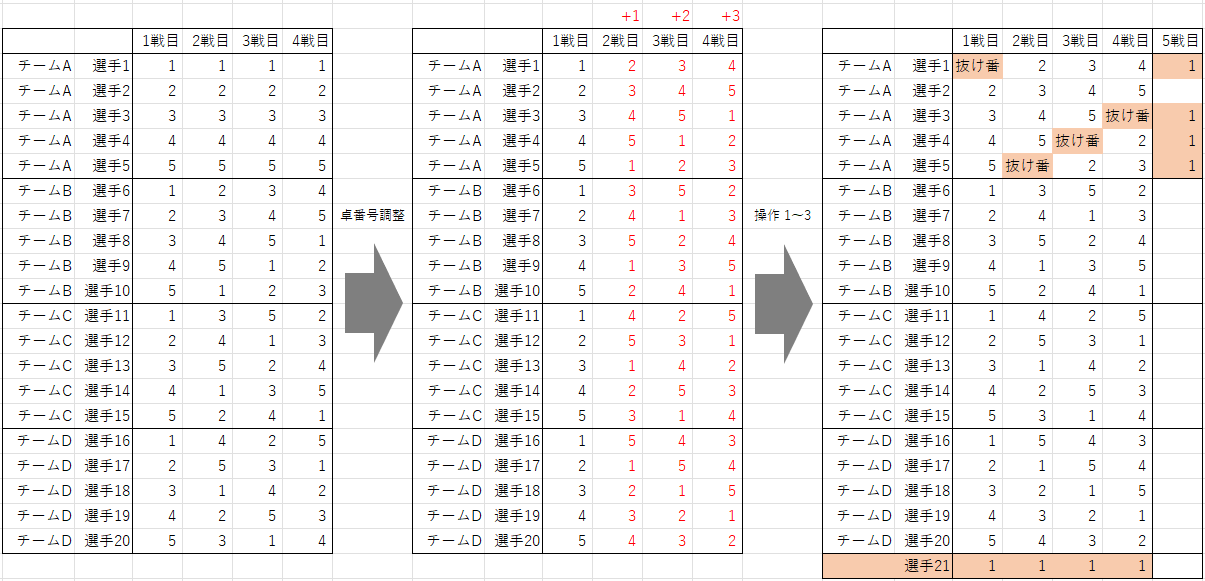 +1 +2 +3
1戦目 2戦目 3戦目 4戦目 1戦目 2戦目 3戦目 4戦目 1戦目 2戦目 3戦目 4戦目 5戦目
チームA 選手1 1 1 1 1 チームA 選手1 1 2 3 4 チームA 選手1 抜け番 2 3 4 1
チームA 選手2 2 2 2 2 チームA 選手2 2 3 4 5 チームA 選手2 2 3 4 5
チームA 選手3 3 3 3 3 チームA 選手3 3 4 5 1 チームA 選手3 3 4 5 抜け番 1
チームA 選手4 4 4 4 4 チームA 選手4 4 5 1 2 チームA 選手4 4 5 抜け番 2 1
チームA 選手5 5 5 5 5 チームA 選手5 5 1 2 3 チームA 選手5 5 抜け番 2 3 1
チームB 選手6 1 2 3 4 チームB 選手6 1 3 5 2 チームB 選手6 1 3 5 2
チームB 選手7 2 3 4 5 卓番号調整 チームB 選手7 2 4 1 3 操作 1～3 チームB 選手7 2 4 1 3
チームB 選手8 3 4 5 1 チームB 選手8 3 5 2 4 チームB 選手8 3 5 2 4
チームB 選手9 4 5 1 2 チームB 選手9 4 1 3 5 チームB 選手9 4 1 3 5
チームB 選手10 5 1 2 3 チームB 選手10 5 2 4 1 チームB 選手10 5 2 4 1
チームC 選手11 1 3 5 2 チームC 選手11 1 4 2 5 チームC 選手11 1 4 2 5
チームC 選手12 2 4 1 3 チームC 選手12 2 5 3 1 チームC 選手12 2 5 3 1
チームC 選手13 3 5 2 4 チームC 選手13 3 1 4 2 チームC 選手13 3 1 4 2
チームC 選手14 4 1 3 5 チームC 選手14 4 2 5 3 チームC 選手14 4 2 5 3
チームC 選手15 5 2 4 1 チームC 選手15 5 3 1 4 チームC 選手15 5 3 1 4
チームD 選手16 1 4 2 5 チームD 選手16 1 5 4 3 チームD 選手16 1 5 4 3
チームD 選手17 2 5 3 1 チームD 選手17 2 1 5 4 チームD 選手17 2 1 5 4
チームD 選手18 3 1 4 2 チームD 選手18 3 2 1 5 チームD 選手18 3 2 1 5
チームD 選手19 4 2 5 3 チームD 選手19 4 3 2 1 チームD 選手19 4 3 2 1
チームD 選手20 5 3 1 4 チームD 選手20 5 4 3 2 チームD 選手20 5 4 3 2
選手21 1 1 1 1